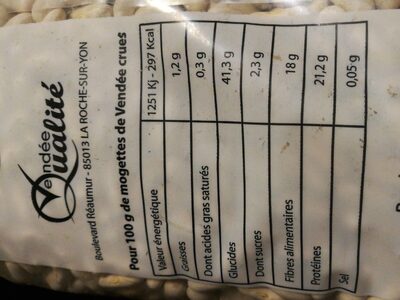 Vendée
Qualité
Boulevard Réaumur - 85013 LA ROCHE-SUR-YON
Pour 100 g de mogettes de Vendée crues
Valeur énergétique 1251 KJ - 297 Kcal
Graisses 1,2 g
Dont acides gras saturés 0,3 g
Glucides 41,3 g
Dont sucres 2,3 g
Fibres alimentaires 18 g
Protéines 21,2 g
Sel 0,05 g